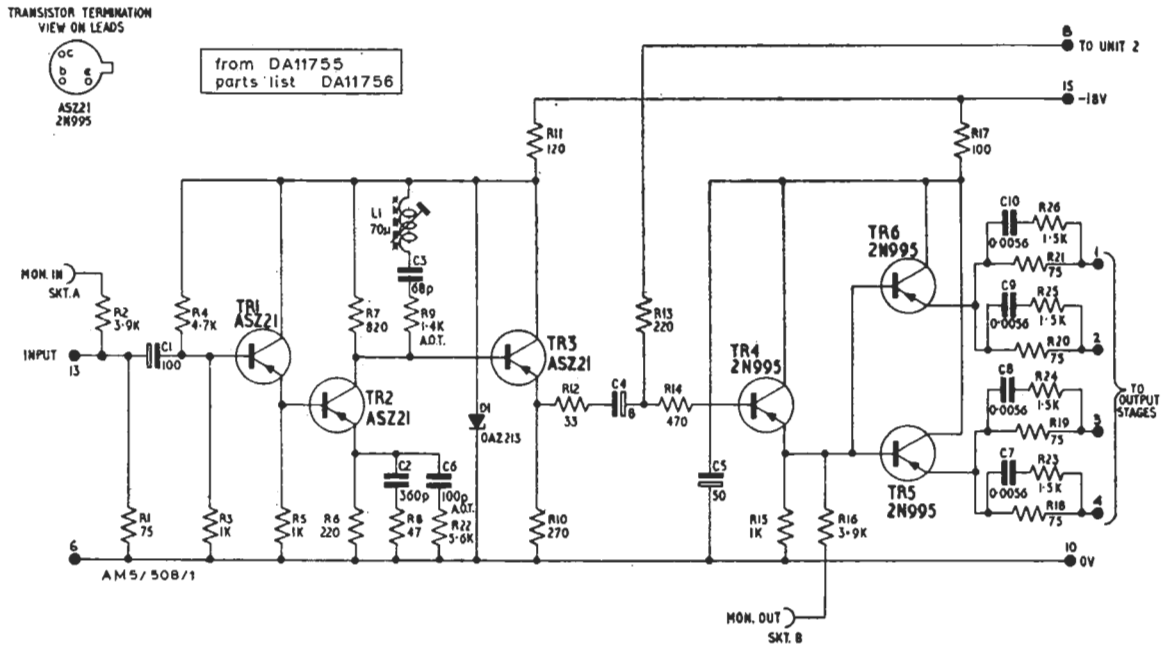 TRANSISTOR TERMINATION
VIEW ON LEADS
c
b
e
ASZ21
2N995
from DA11755
parts list DA11756
8
TO UNIT 2
15
-18V
R11
120
R17
100
L1
70µ
C3
68p
R9
1·4K
A.O.T.
MON. IN
SKT. A
R2
3·9K
R4
4·7K
TR1
ASZ21
R7
820
INPUT
13
C1
100
TR2
ASZ21
TR3
ASZ21
R12
33
C4
8
R13
220
R14
470
TR4
2N995
TR6
2N995
TR5
2N995
C10
0·0056
R26
1·5K
R21
75
1
C9
0·0056
R25
1·5K
R20
75
2
C8
0·0056
R24
1·5K
R19
75
3
C7
0·0056
R23
1·5K
R18
75
4
TO
OUTPUT
STAGES
D1
OAZ213
C2
360p
C6
100p
A.O.T.
R1
75
R3
1K
R5
1K
R6
220
R8
47
R22
5·6K
R10
270
C5
50
R15
1K
R16
3·9K
6
10
0V
AM5/508/1
MON. OUT
SKT. B